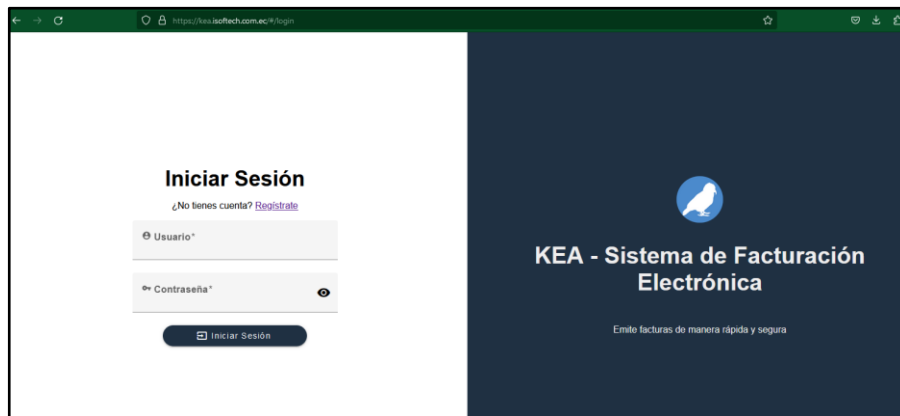 https://kea.isoftech.com.ec/#/login
Iniciar Sesión
¿No tienes cuenta? Regístrate
Usuario*
Contraseña*
Iniciar Sesión
KEA - Sistema de Facturación
Electrónica
Emite facturas de manera rápida y segura